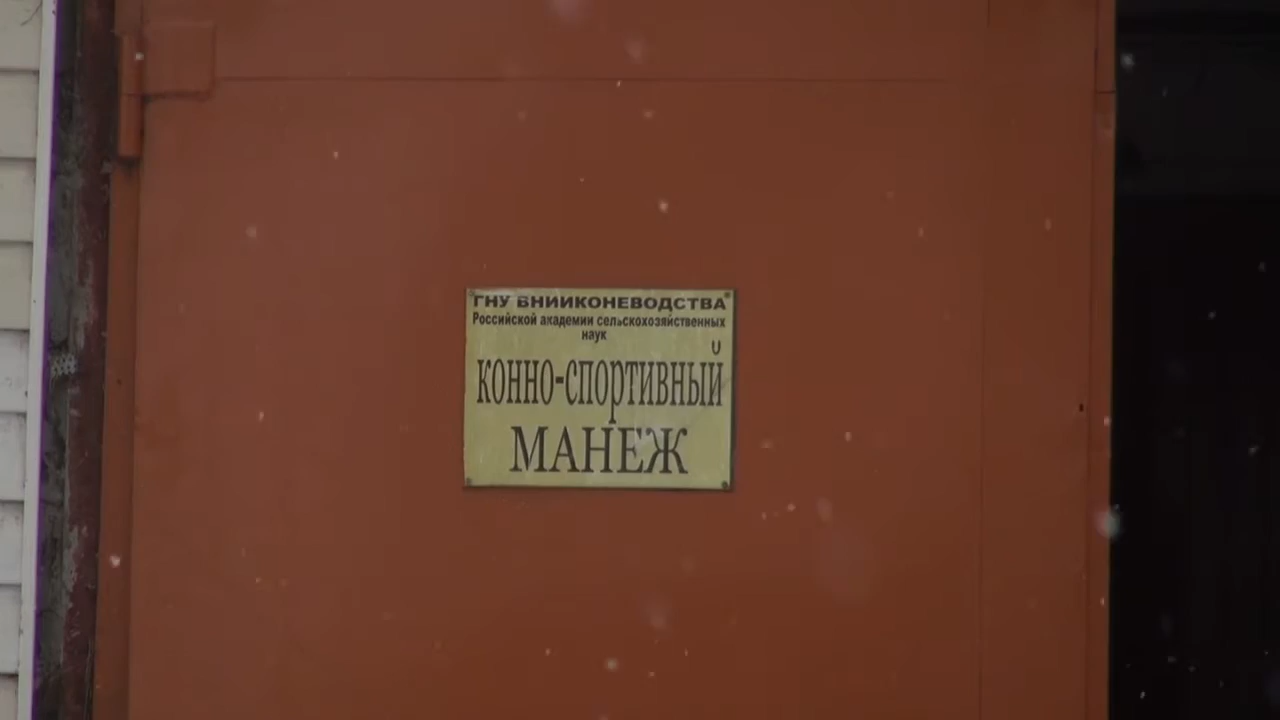 ГНУ ВНИИКОНЕВОДСТВА
Российской академии сельскохозяйственных
наук
КОННО-СПОРТИВНЫЙ
МАНЕЖ